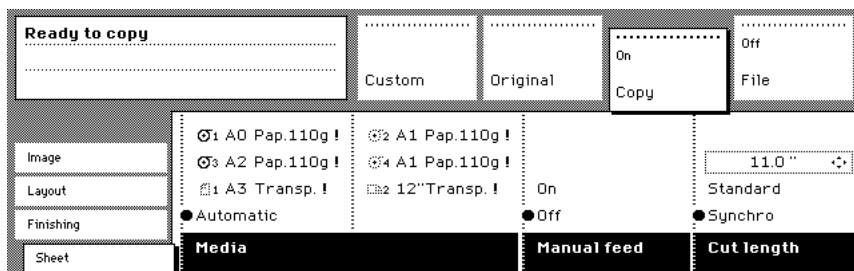 Ready to copy
Custom
Original
On
Copy
Off
File
Image
Layout
Finishing
Sheet
1 A0 Pap.110g !
2 A1 Pap.110g !
3 A2 Pap.110g !
4 A1 Pap.110g !
1 A3 Transp. !
2 12"Transp. !
Automatic
Media
On
Off
Manual feed
11.0 "
Standard
Synchro
Cut length